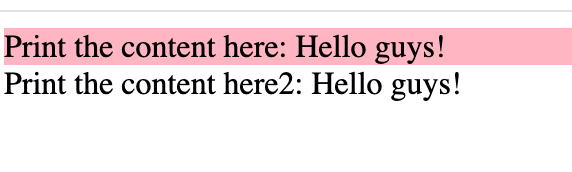 Print the content here: Hello guys!
Print the content here2: Hello guys!